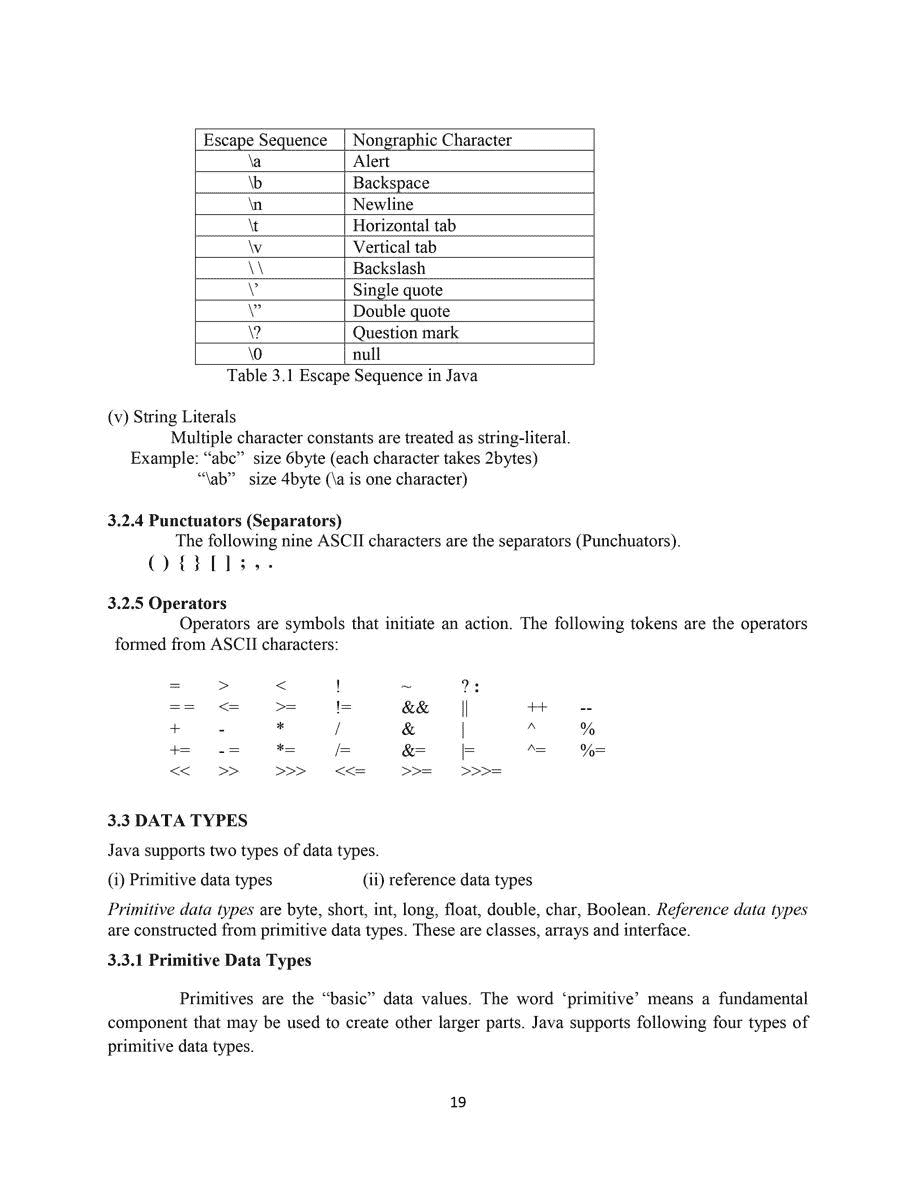 Escape Sequence Nongraphic Character
\a Alert
\b Backspace
\n Newline
\t Horizontal tab
\v Vertical tab
\ \ Backslash
\’ Single quote
\” Double quote
\? Question mark
\0 null
Table 3.1 Escape Sequence in Java
(v) String Literals
Multiple character constants are treated as string-literal.
Example: “abc” size 6byte (each character takes 2bytes)
“\ab” size 4byte (\a is one character)
3.2.4 Punctuators (Separators)
The following nine ASCII characters are the separators (Punchuators).
( ) { } [ ] ; , .
3.2.5 Operators
Operators are symbols that initiate an action. The following tokens are the operators
formed from ASCII characters:
= > < ! ~ ? :
= = <= >= != && || ++ --
+ - * / & | ^ %
+= - = *= /= &= |= ^= %=
<< >> >>> <<= >>= >>>=
3.3 DATA TYPES
Java supports two types of data types.
(i) Primitive data types (ii) reference data types
Primitive data types are byte, short, int, long, float, double, char, Boolean. Reference data types
are constructed from primitive data types. These are classes, arrays and interface.
3.3.1 Primitive Data Types
Primitives are the “basic” data values. The word ‘primitive’ means a fundamental
component that may be used to create other larger parts. Java supports following four types of
primitive data types.
19